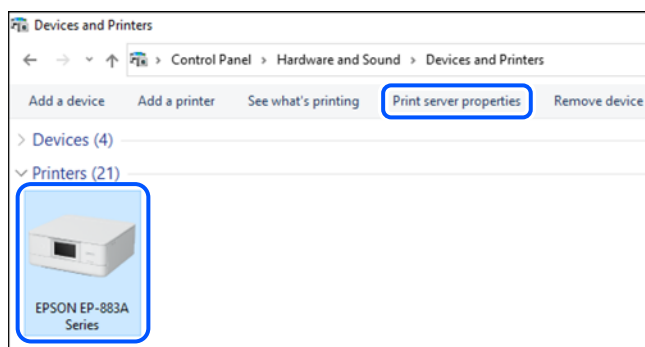 Devices and Printers
Control Panel > Hardware and Sound > Devices and Printers
Add a device Add a printer See what's printing Print server properties Remove device
Devices (4)
Printers (21)
EPSON EP-883A
Series